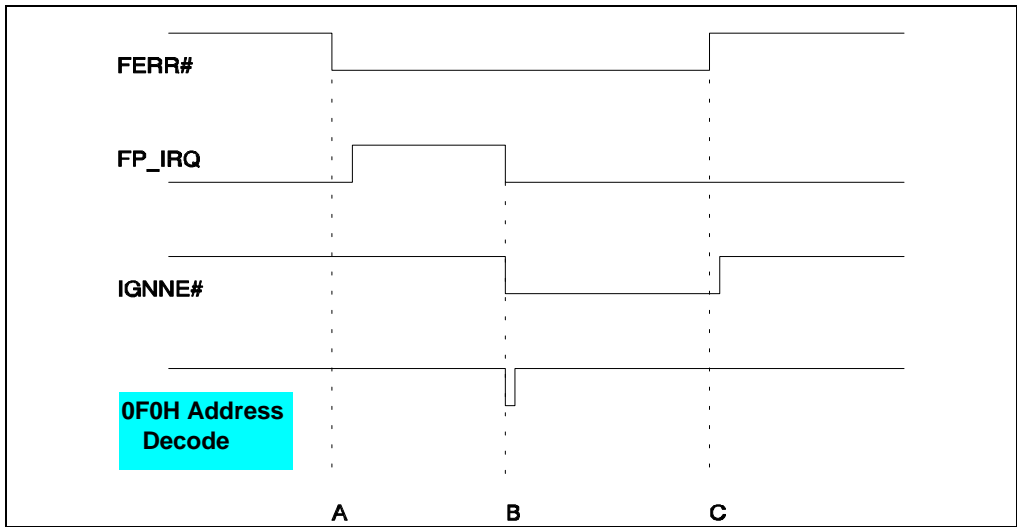 FERR#
FP_IRQ
IGNNE#
0F0H Address
Decode
A B C